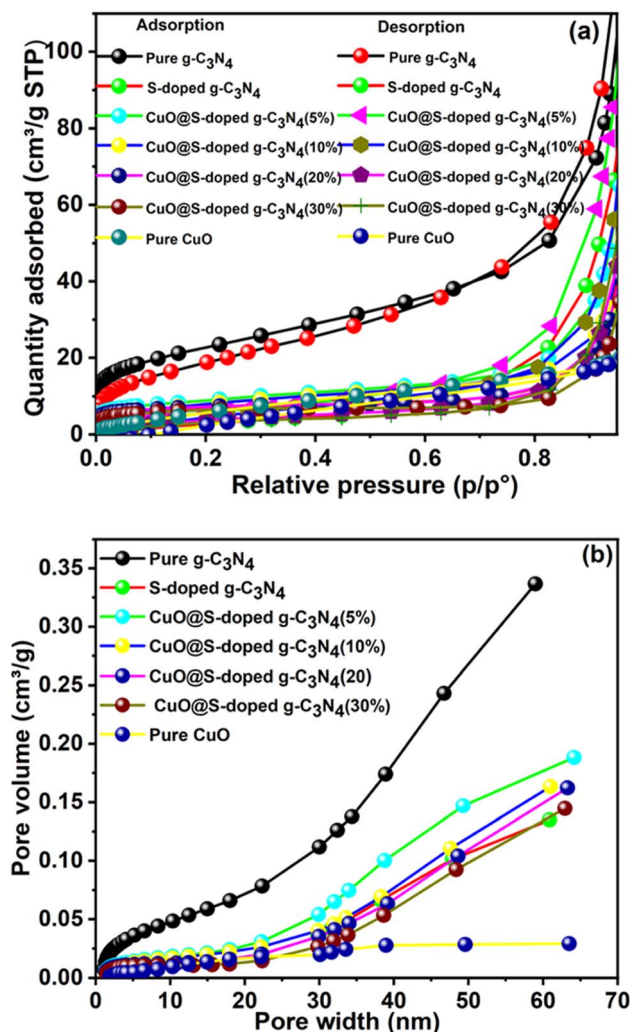 Adsorption Desorption (a)
Pure g-C₃N₄ Pure g-C₃N₄
S-doped g-C₃N₄ S-doped g-C₃N₄
CuO@S-doped g-C₃N₄(5%) CuO@S-doped g-C₃N₄(5%)
CuO@S-doped g-C₃N₄(10%) CuO@S-doped g-C₃N₄(10%)
CuO@S-doped g-C₃N₄(20%) CuO@S-doped g-C₃N₄(20%)
CuO@S-doped g-C₃N₄(30%) CuO@S-doped g-C₃N₄(30%)
Pure CuO Pure CuO
Quantity adsorbed (cm³/g STP)
100
80
60
40
20
0
0.0 0.2 0.4 0.6 0.8
Relative pressure (p/p°)
(b)
Pure g-C₃N₄
S-doped g-C₃N₄
CuO@S-doped g-C₃N₄(5%)
CuO@S-doped g-C₃N₄(10%)
CuO@S-doped g-C₃N₄(20)
CuO@S-doped g-C₃N₄(30%)
Pure CuO
Pore volume (cm³/g)
0.35
0.30
0.25
0.20
0.15
0.10
0.05
0.00
0 10 20 30 40 50 60 70
Pore width (nm)